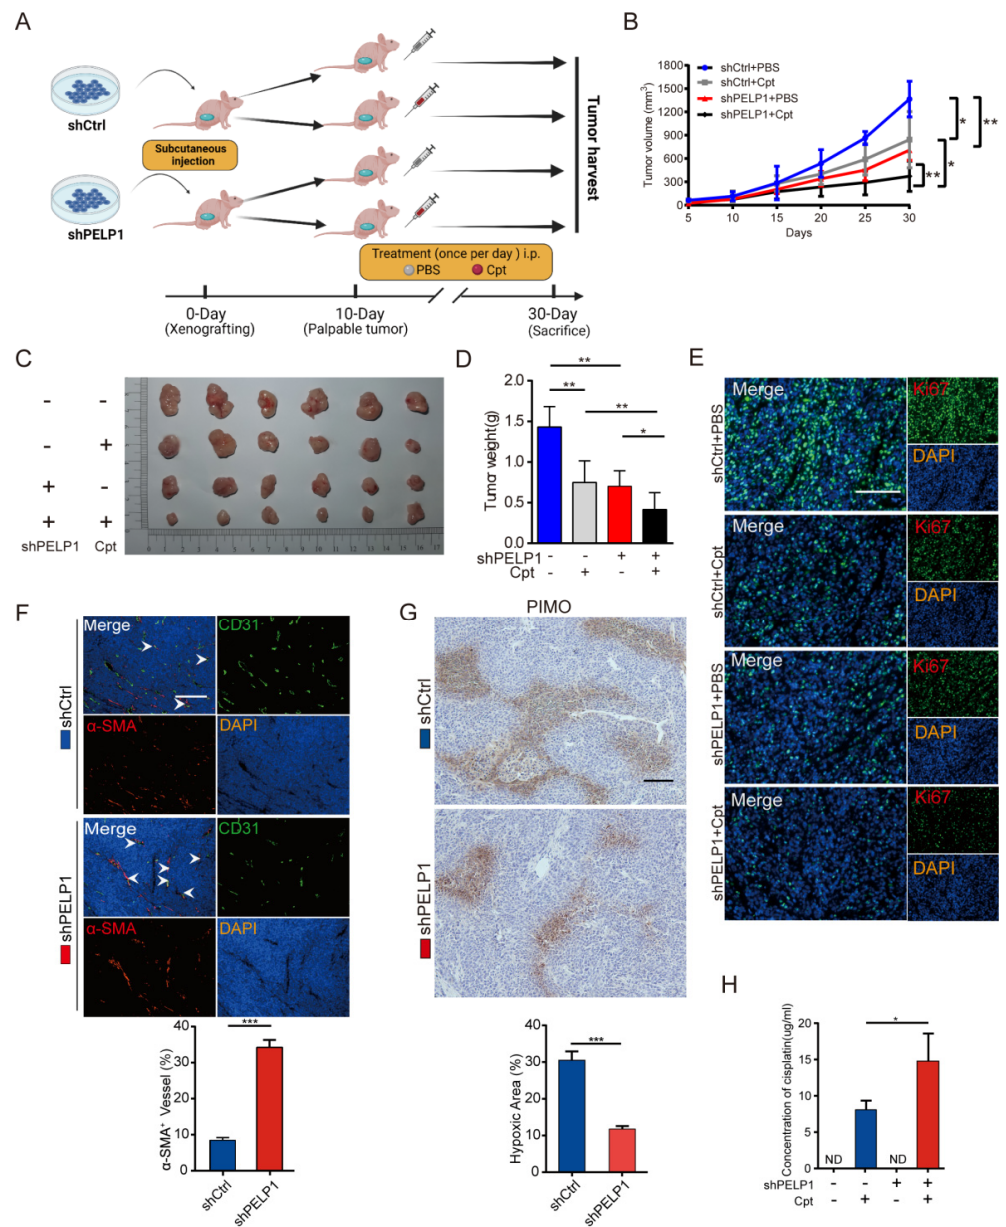 A
shCtrl
Subcutaneous
injection
shPELP1
Tumor harvest
Treatment (once per day ) i.p.
PBS
Cpt
0-Day
(Xenografting)
10-Day
(Palpable tumor)
30-Day
(Sacrifice)
B
shCtrl+PBS
shCtrl+Cpt
shPELP1+PBS
shPELP1+Cpt
Tumor volume (mm³)
1800
1500
1200
900
600
300
0
5
10
15
20
25
30
Days
*
**
*
**
C
- -
- +
+ -
+ +
shPELP1 Cpt
D
Tumor weight(g)
2.0
1.5
1.0
0.5
0.0
**
**
**
*
shPELP1 - - + +
Cpt - + - +
E
shCtrl+PBS
Merge
Ki67
DAPI
shCtrl+Cpt
Merge
Ki67
DAPI
shPELP1+PBS
Merge
Ki67
DAPI
shPELP1+Cpt
Merge
Ki67
DAPI
F
shCtrl
Merge
CD31
α-SMA
DAPI
shPELP1
Merge
CD31
α-SMA
DAPI
α-SMA⁺ Vessel (%)
40
30
20
10
0
***
shCtrl
shPELP1
G
PIMO
shCtrl
shPELP1
Hypoxic Area (%)
40
30
20
10
0
***
shCtrl
shPELP1
H
Concentration of cisplatin(ug/ml)
20
15
10
5
0
*
ND
ND
shPELP1 - - + +
Cpt - + - +